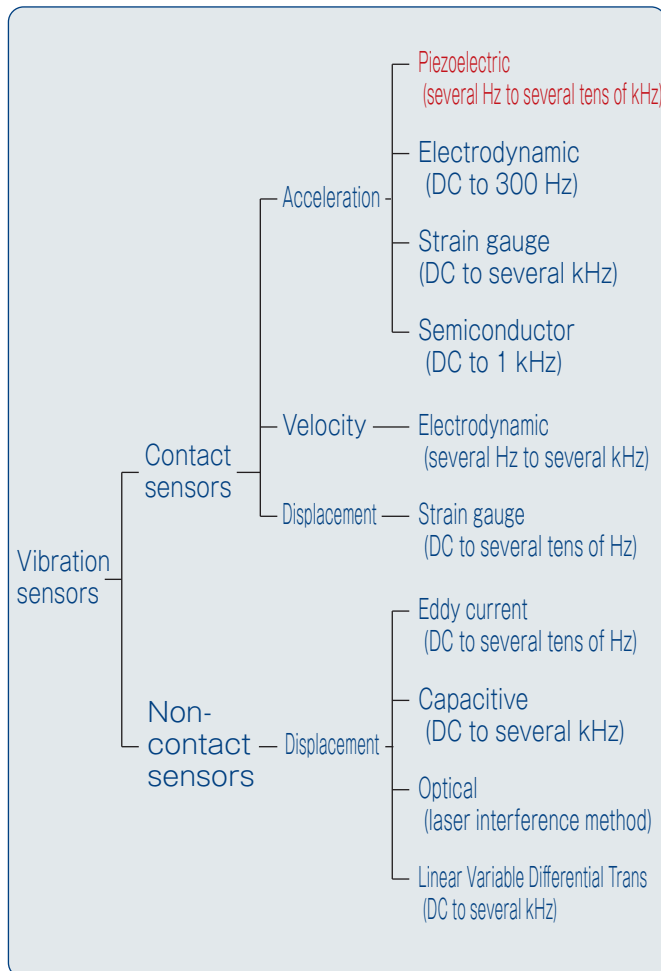 Piezoelectric
(several Hz to several tens of kHz)
Electrodynamic
(DC to 300 Hz)
Acceleration
Strain gauge
(DC to several kHz)
Semiconductor
(DC to 1 kHz)
Velocity
Electrodynamic
(several Hz to several kHz)
Contact
sensors
Displacement
Strain gauge
(DC to several tens of Hz)
Vibration
sensors
Eddy current
(DC to several tens of Hz)
Non-
contact
sensors
Displacement
Capacitive
(DC to several kHz)
Optical
(laser interference method)
Linear Variable Differential Trans
(DC to several kHz)